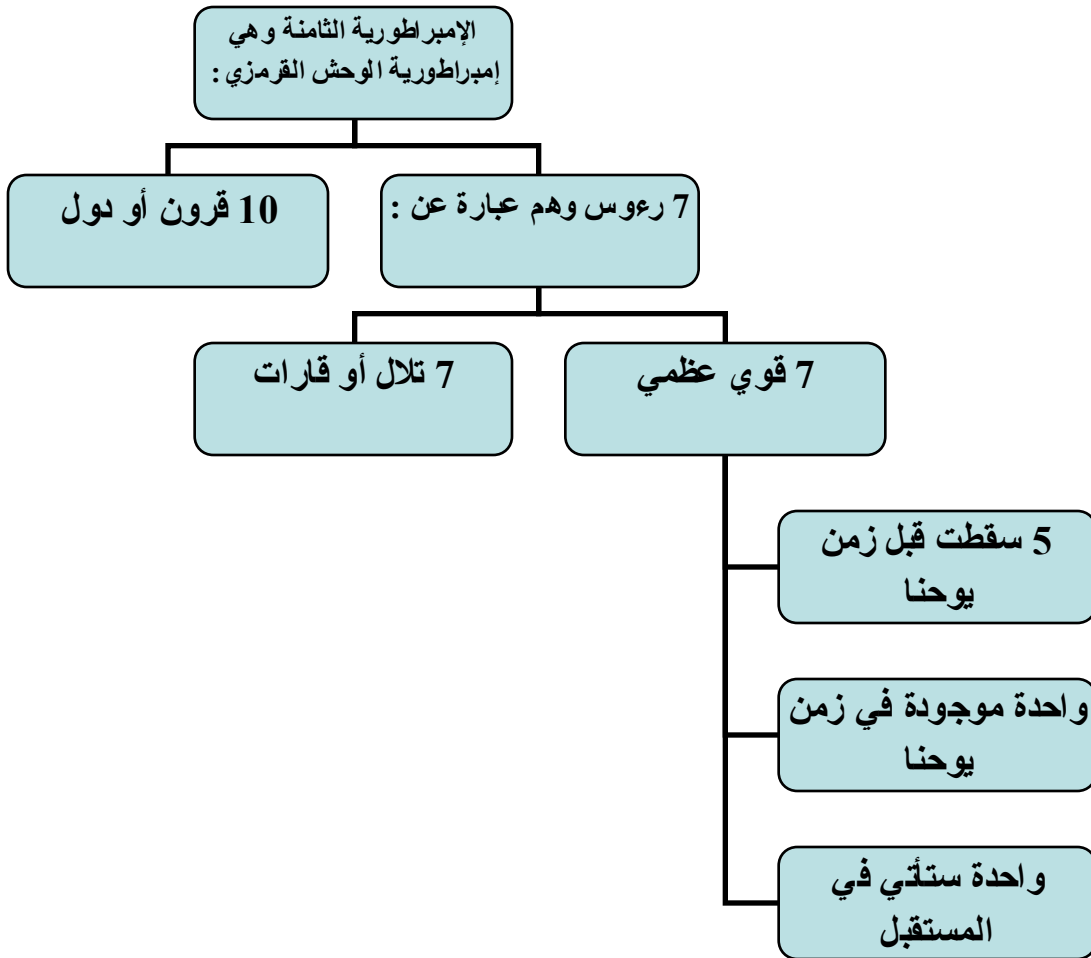 الإمبراطورية الثامنة وهي
إمبراطورية الوحش القرمزي :
7 رءوس وهم عبارة عن :
10 قرون أو دول
7 قوي عظمي
7 تلال أو قارات
5 سقطت قبل زمن
يوحنا
واحدة موجودة في زمن
يوحنا
واحدة ستأتي في
المستقبل